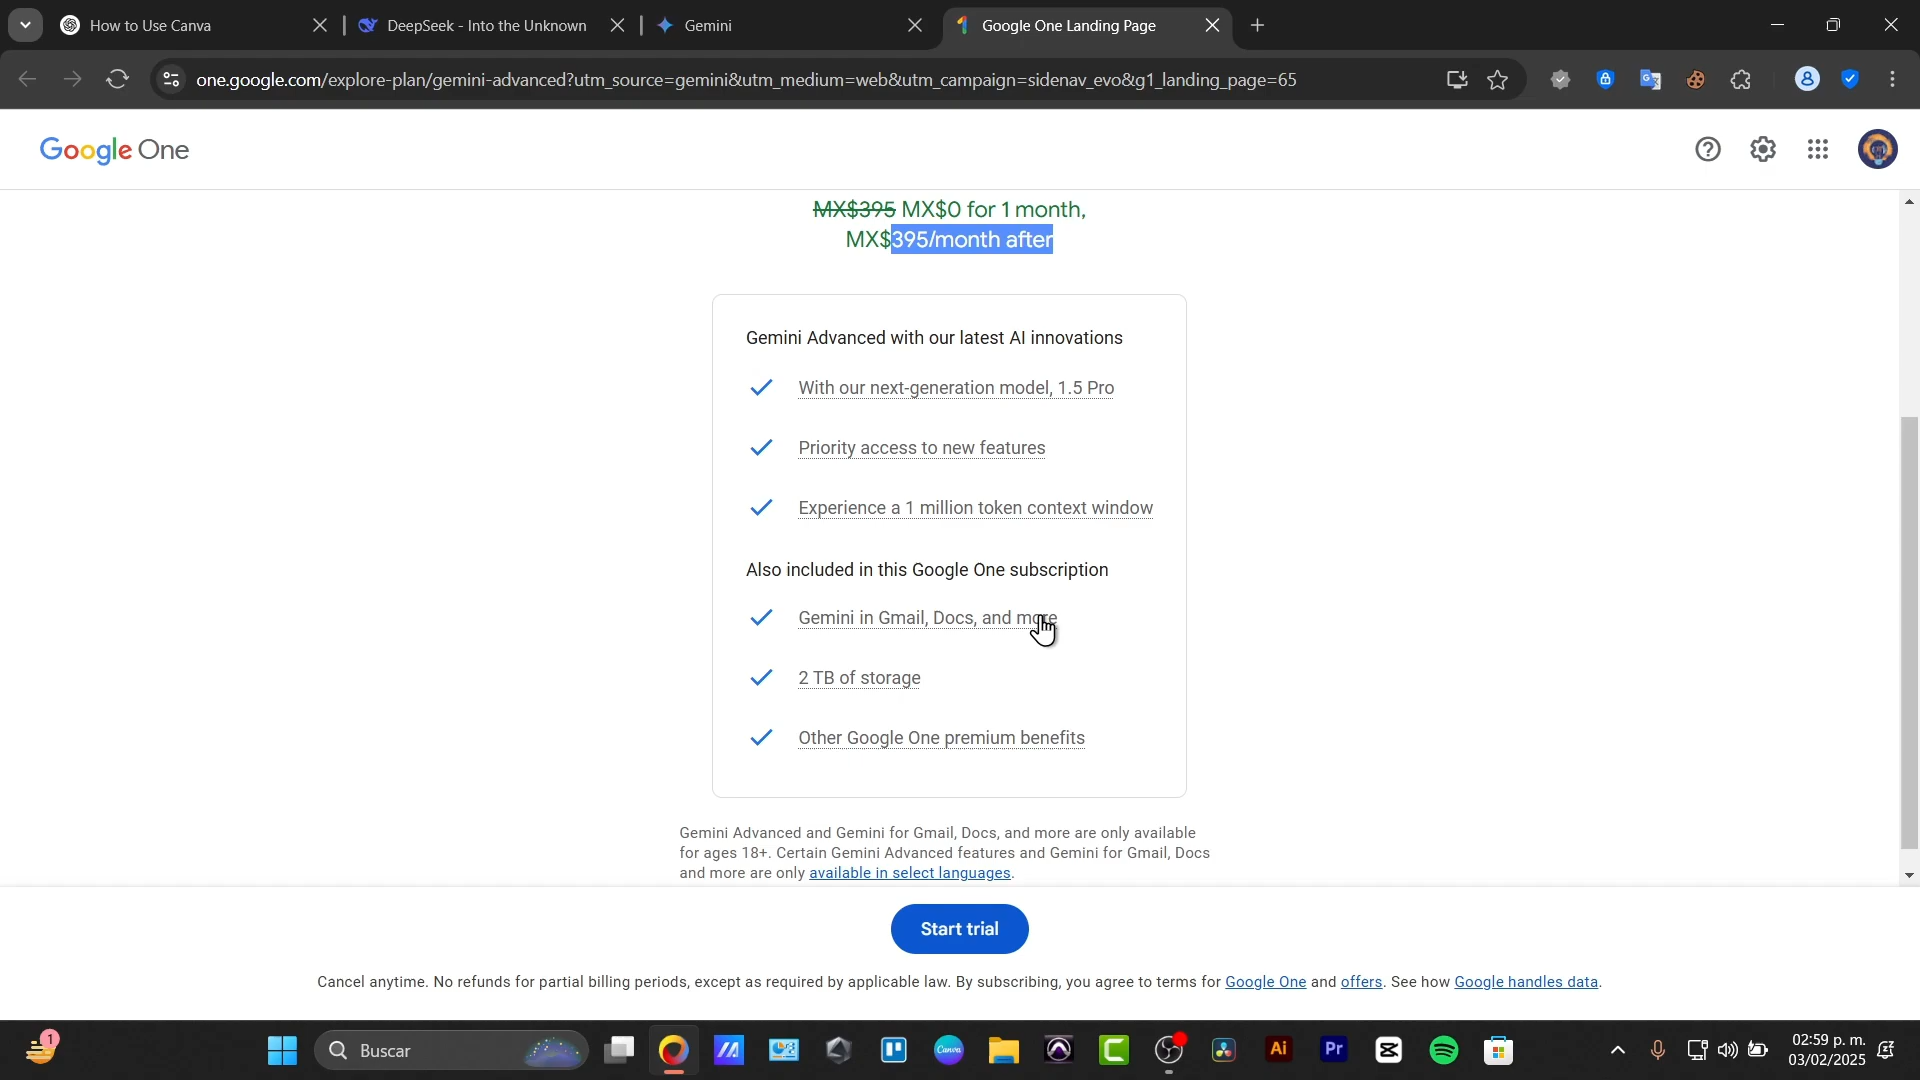 How to Use Canva
DeepSeek - Into the Unknown
Gemini
Google One Landing Page
one.google.com/explore-plan/gemini-advanced?utm_source=gemini&utm_medium=web&utm_campaign=sidenav_evo&g1_landing_page=65
Google One
MX$395 MX$0 for 1 month,
MX$395/month after
Gemini Advanced with our latest AI innovations
With our next-generation model, 1.5 Pro
Priority access to new features
Experience a 1 million token context window
Also included in this Google One subscription
Gemini in Gmail, Docs, and more
2 TB of storage
Other Google One premium benefits
Gemini Advanced and Gemini for Gmail, Docs, and more are only available
for ages 18+. Certain Gemini Advanced features and Gemini for Gmail, Docs
and more are only available in select languages.
Start trial
Cancel anytime. No refunds for partial billing periods, except as required by applicable law. By subscribing, you agree to terms for Google One and offers. See how Google handles data.
1
Buscar
Canva
Ai
Pr
02:59 p. m.
03/02/2025